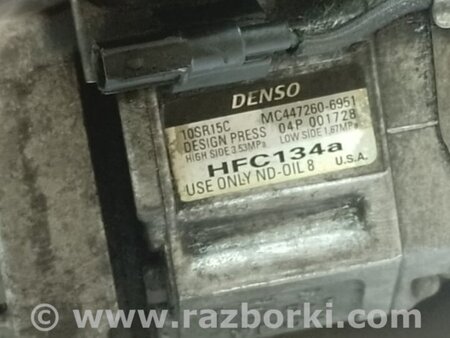 DENSO
10SR15C MC447260-6951
DESIGN PRESS 04P 001728
HIGH SIDE 3.53MPa LOW SIDE 1.67MPa
HFC134a
USE ONLY ND-OIL 8 U.S.A.
© www.razborki.com/